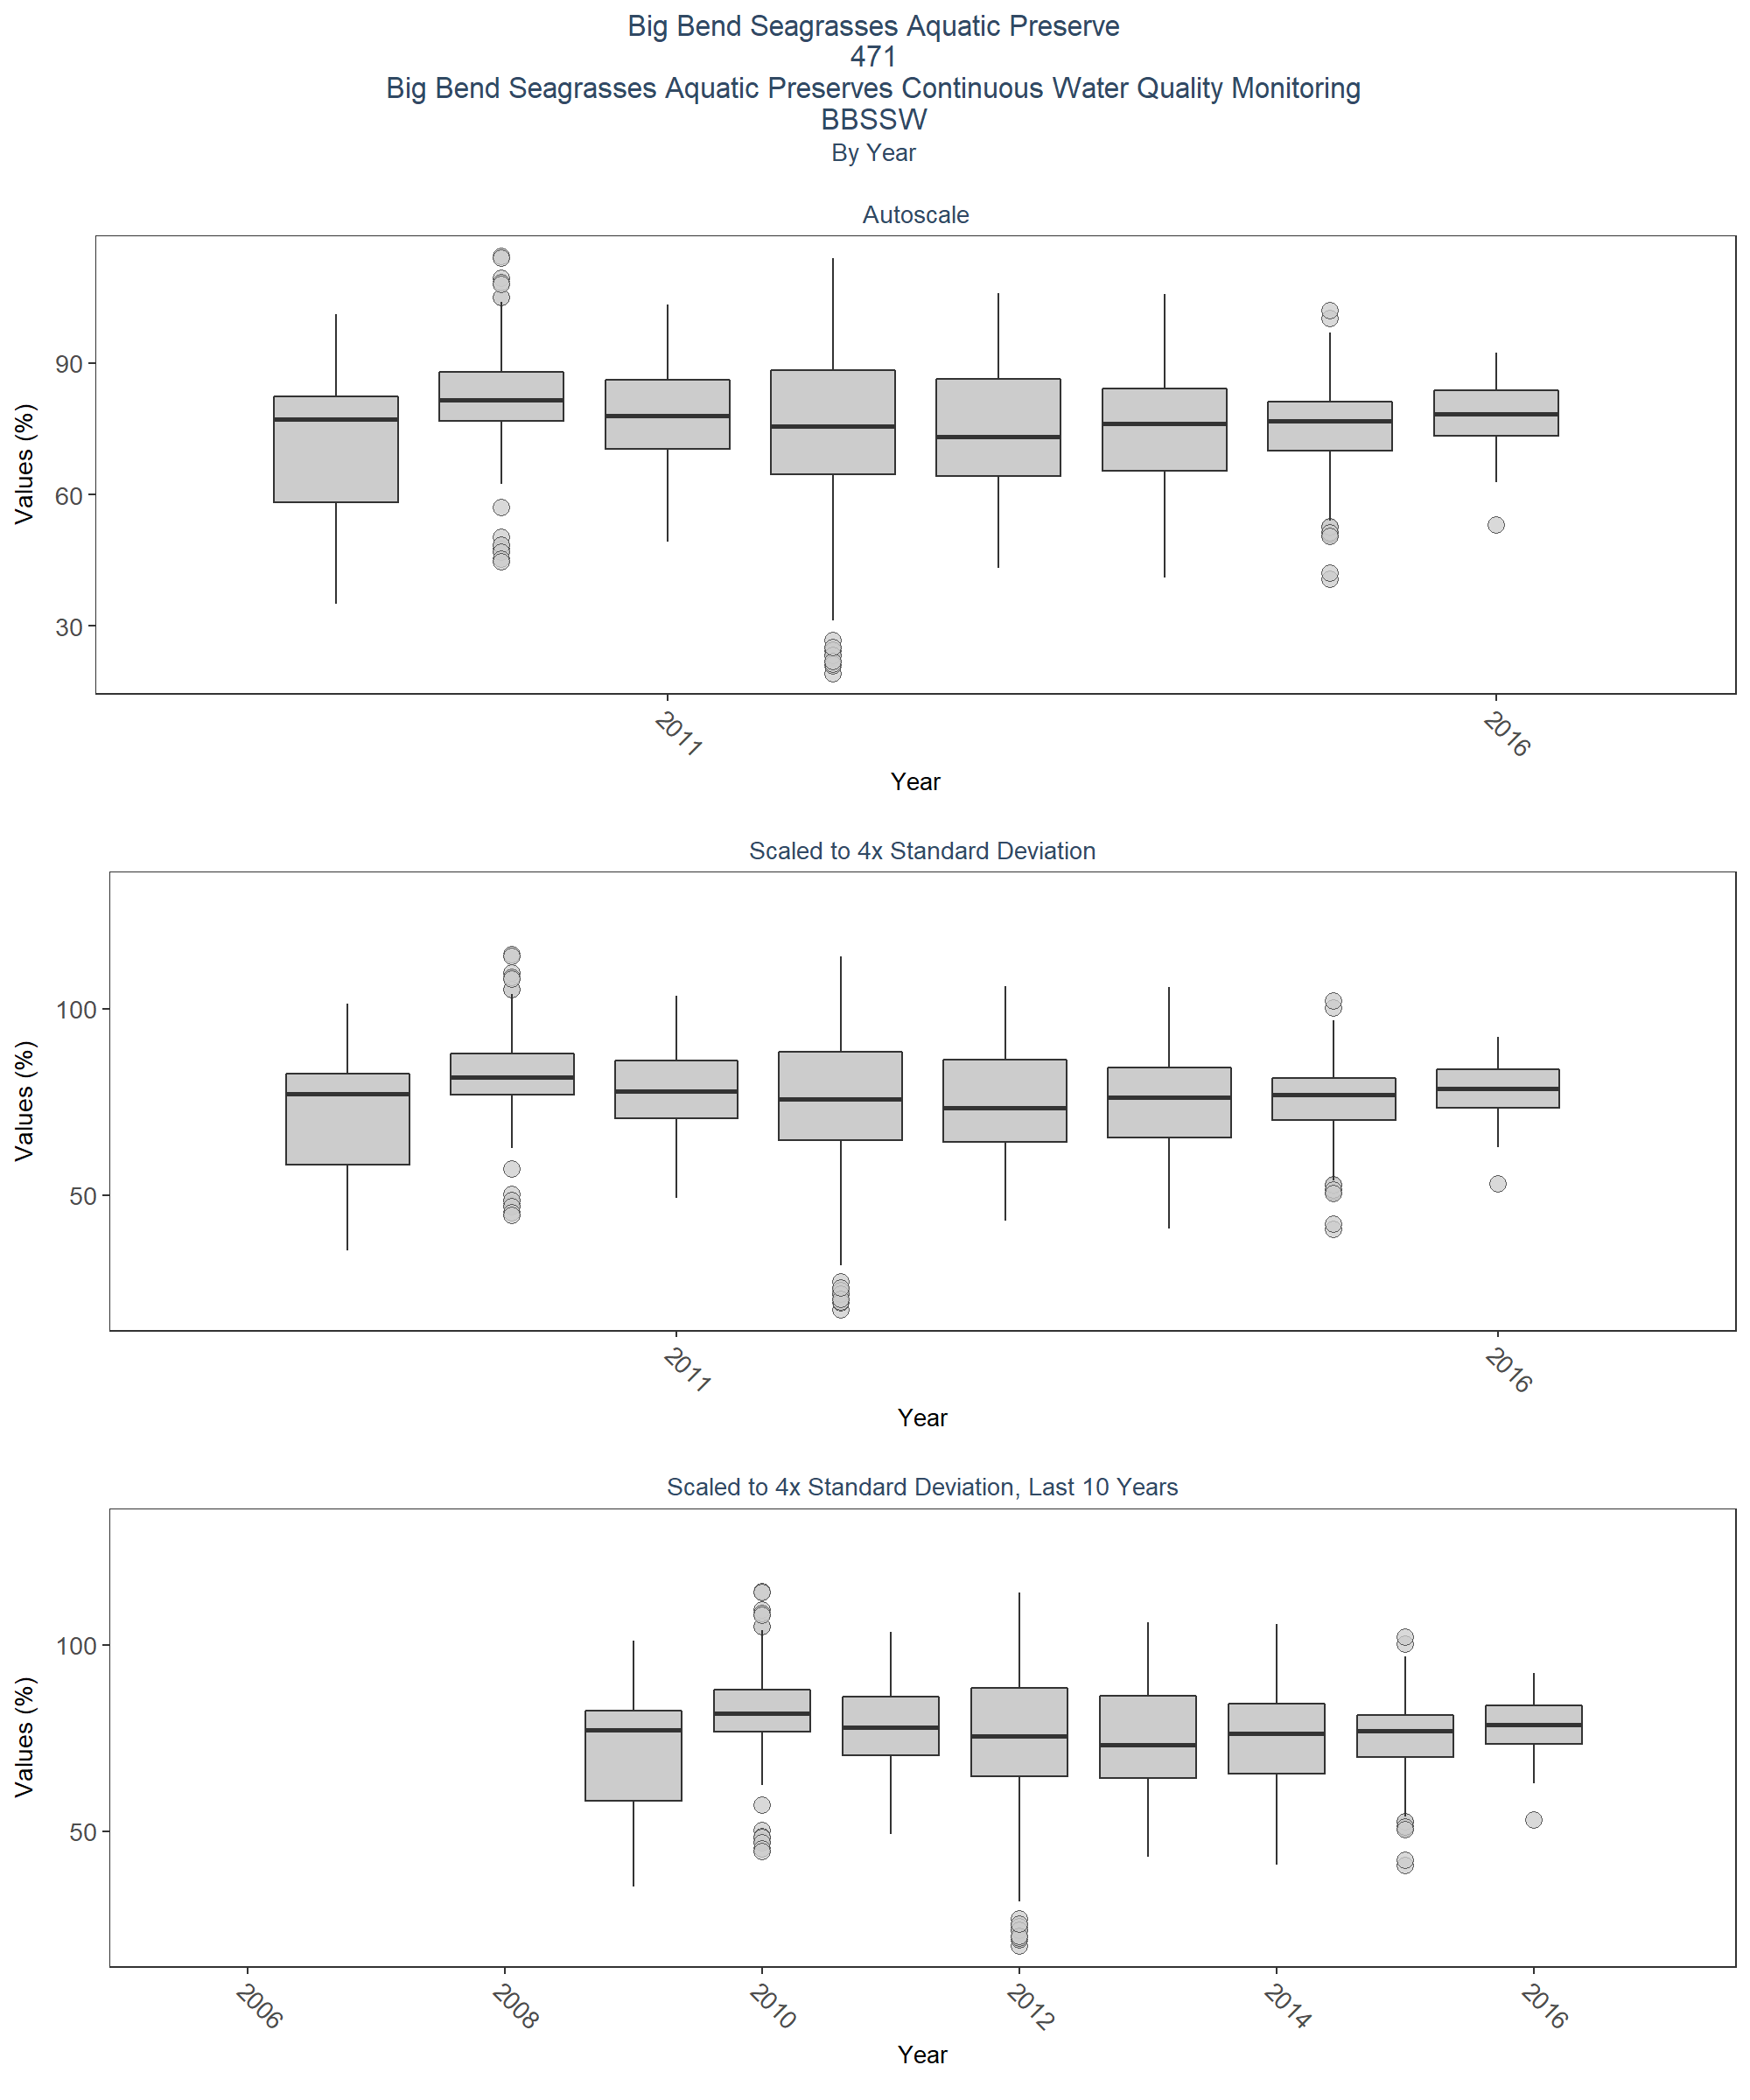 Big Bend Seagrasses Aquatic Preserve
471
Big Bend Seagrasses Aquatic Preserves Continuous Water Quality Monitoring
BBSSW
By Year
Autoscale
Values (%)
90
60
30
2011
2016
Year
Scaled to 4x Standard Deviation
Values (%)
100
50
2011
2016
Year
Scaled to 4x Standard Deviation, Last 10 Years
Values (%)
100
50
2006
2008
2010
2012
2014
2016
Year